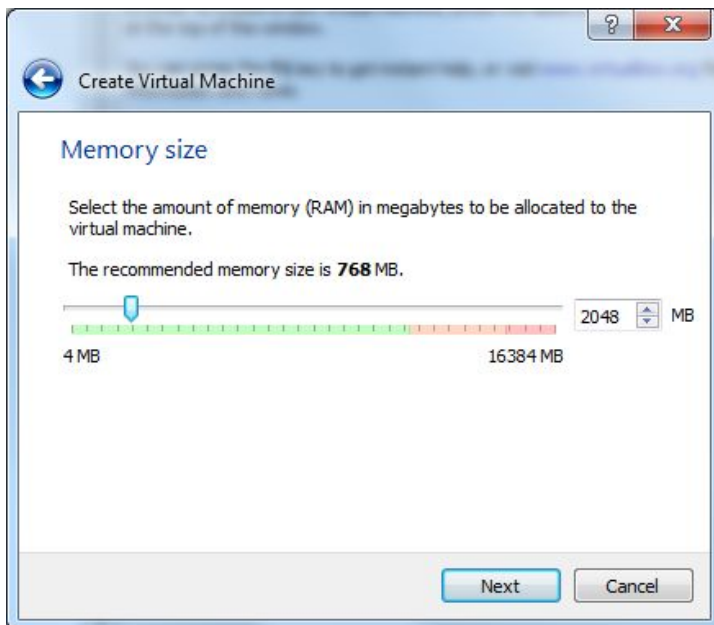 Create Virtual Machine
Memory size
Select the amount of memory (RAM) in megabytes to be allocated to the
virtual machine.
The recommended memory size is 768 MB.
2048 MB
4 MB 16384 MB
Next Cancel